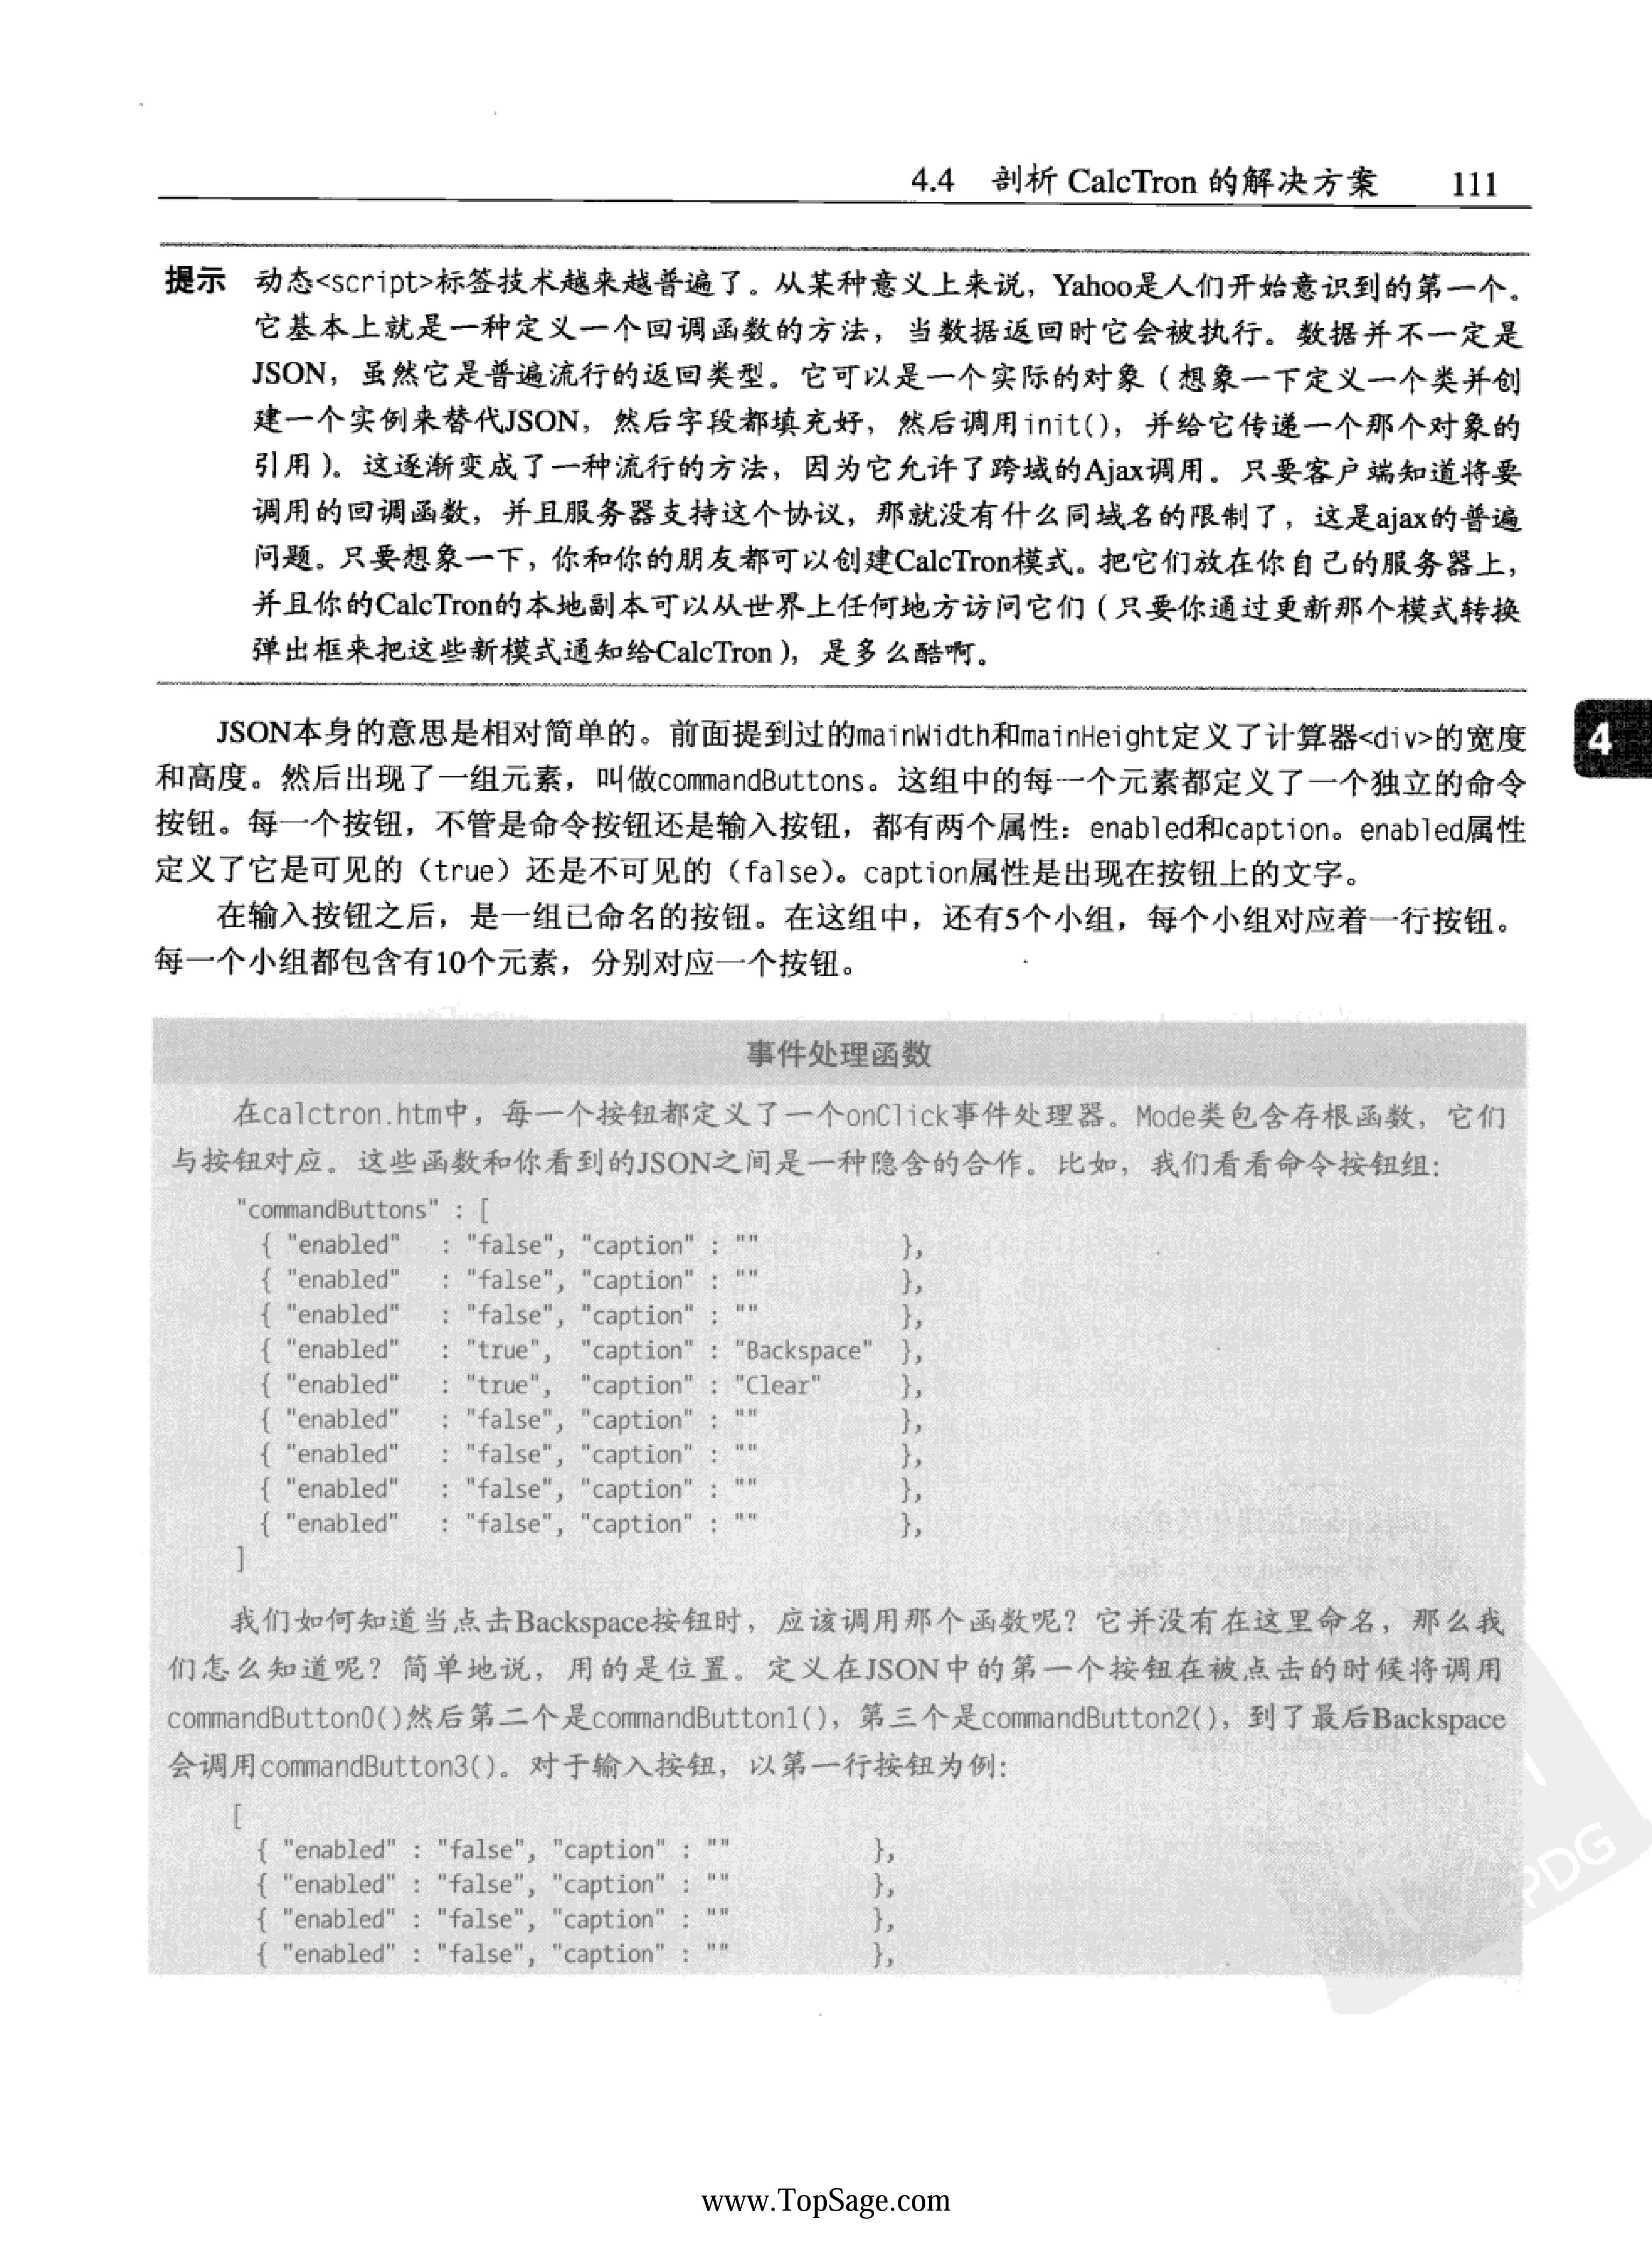 4.4 剖析 CalcTron 的解决方案 111
提示 动态<script>标签技术越来越普遍了。从某种意义上来说，Yahoo是人们开始意识到的第一个。
它基本上就是一种定义一个回调函数的方法，当数据返回时它会被执行。数据并不一定是
JSON，虽然它是普遍流行的返回类型。它可以是一个实际的对象（想象一下定义一个类并创
建一个实例来替代JSON，然后字段都填充好，然后调用init()，并给它传递一个那个对象的
引用）。这逐渐变成了一种流行的方法，因为它允许了跨域的Ajax调用。只要客户端知道将要
调用的回调函数，并且服务器支持这个协议，那就没有什么同域名的限制了，这是ajax的普遍
问题。只要想象一下，你和你的朋友都可以创建CalcTron模式。把它们放在你自己的服务器上，
并且你的CalcTron的本地副本可以从世界上任何地方访问它们（只要你通过更新那个模式转换
弹出框来把这些新模式通知给CalcTron），是多么酷啊。
JSON本身的意思是相对简单的。前面提到过的mainWidth和mainHeight定义了计算器<div>的宽度
和高度。然后出现了一组元素，叫做commandButtons。这组中的每一个元素都定义了一个独立的命令
按钮。每一个按钮，不管是命令按钮还是输入按钮，都有两个属性：enabled和caption。enabled属性
定义了它是可见的（true）还是不可见的（false）。caption属性是出现在按钮上的文字。
在输入按钮之后，是一组已命名的按钮。在这组中，还有5个小组，每个小组对应着一行按钮。
每一个小组都包含有10个元素，分别对应一个按钮。
4
事件处理函数
在calctron.htm中，每一个按钮都定义了一个onClick事件处理器。Mode类包含存根函数，它们
与按钮对应。这些函数和你看到的JSON之间是一种隐含的合作。比如，我们看看命令按钮组：
"commandButtons" : [
{ "enabled" : "false", "caption" : "" },
{ "enabled" : "false", "caption" : "" },
{ "enabled" : "false", "caption" : "" },
{ "enabled" : "true", "caption" : "Backspace" },
{ "enabled" : "true", "caption" : "Clear" },
{ "enabled" : "false", "caption" : "" },
{ "enabled" : "false", "caption" : "" },
{ "enabled" : "false", "caption" : "" },
{ "enabled" : "false", "caption" : "" },
]
我们如何知道当点击Backspace按钮时，应该调用那个函数呢？它并没有在这里命名，那么我
们怎么知道呢？简单地说，用的是位置。定义在JSON中的第一个按钮在被点击的时候将调用
commandButton0()然后第二个是commandButton1()，第三个是commandButton2()，到了最后Backspace
会调用commandButton3()。对于输入按钮，以第一行按钮为例：
[
{ "enabled" : "false", "caption" : "" },
{ "enabled" : "false", "caption" : "" },
{ "enabled" : "false", "caption" : "" },
{ "enabled" : "false", "caption" : "" },
PDG
www.TopSage.com